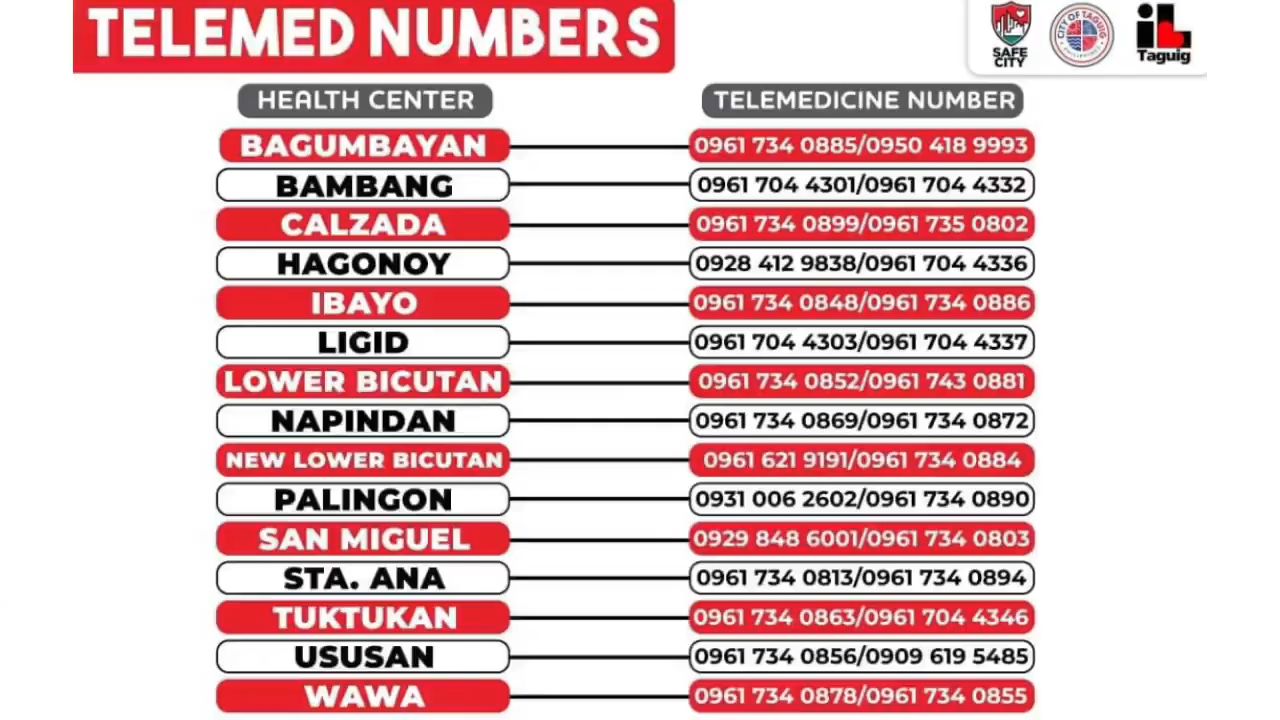 TELEMED NUMBERS
SAFE CITY
CITY OF TAGUIG
iL Taguig
HEALTH CENTER TELEMEDICINE NUMBER
BAGUMBAYAN 0961 734 0885/0950 418 9993
BAMBANG 0961 704 4301/0961 704 4332
CALZADA 0961 734 0899/0961 735 0802
HAGONOY 0928 412 9838/0961 704 4336
IBAYO 0961 734 0848/0961 734 0886
LIGID 0961 704 4303/0961 704 4337
LOWER BICUTAN 0961 734 0852/0961 743 0881
NAPINDAN 0961 734 0869/0961 734 0872
NEW LOWER BICUTAN 0961 621 9191/0961 734 0884
PALINGON 0931 006 2602/0961 734 0890
SAN MIGUEL 0929 848 6001/0961 734 0803
STA. ANA 0961 734 0813/0961 734 0894
TUKTUKAN 0961 734 0863/0961 704 4346
USUSAN 0961 734 0856/0909 619 5485
WAWA 0961 734 0878/0961 734 0855